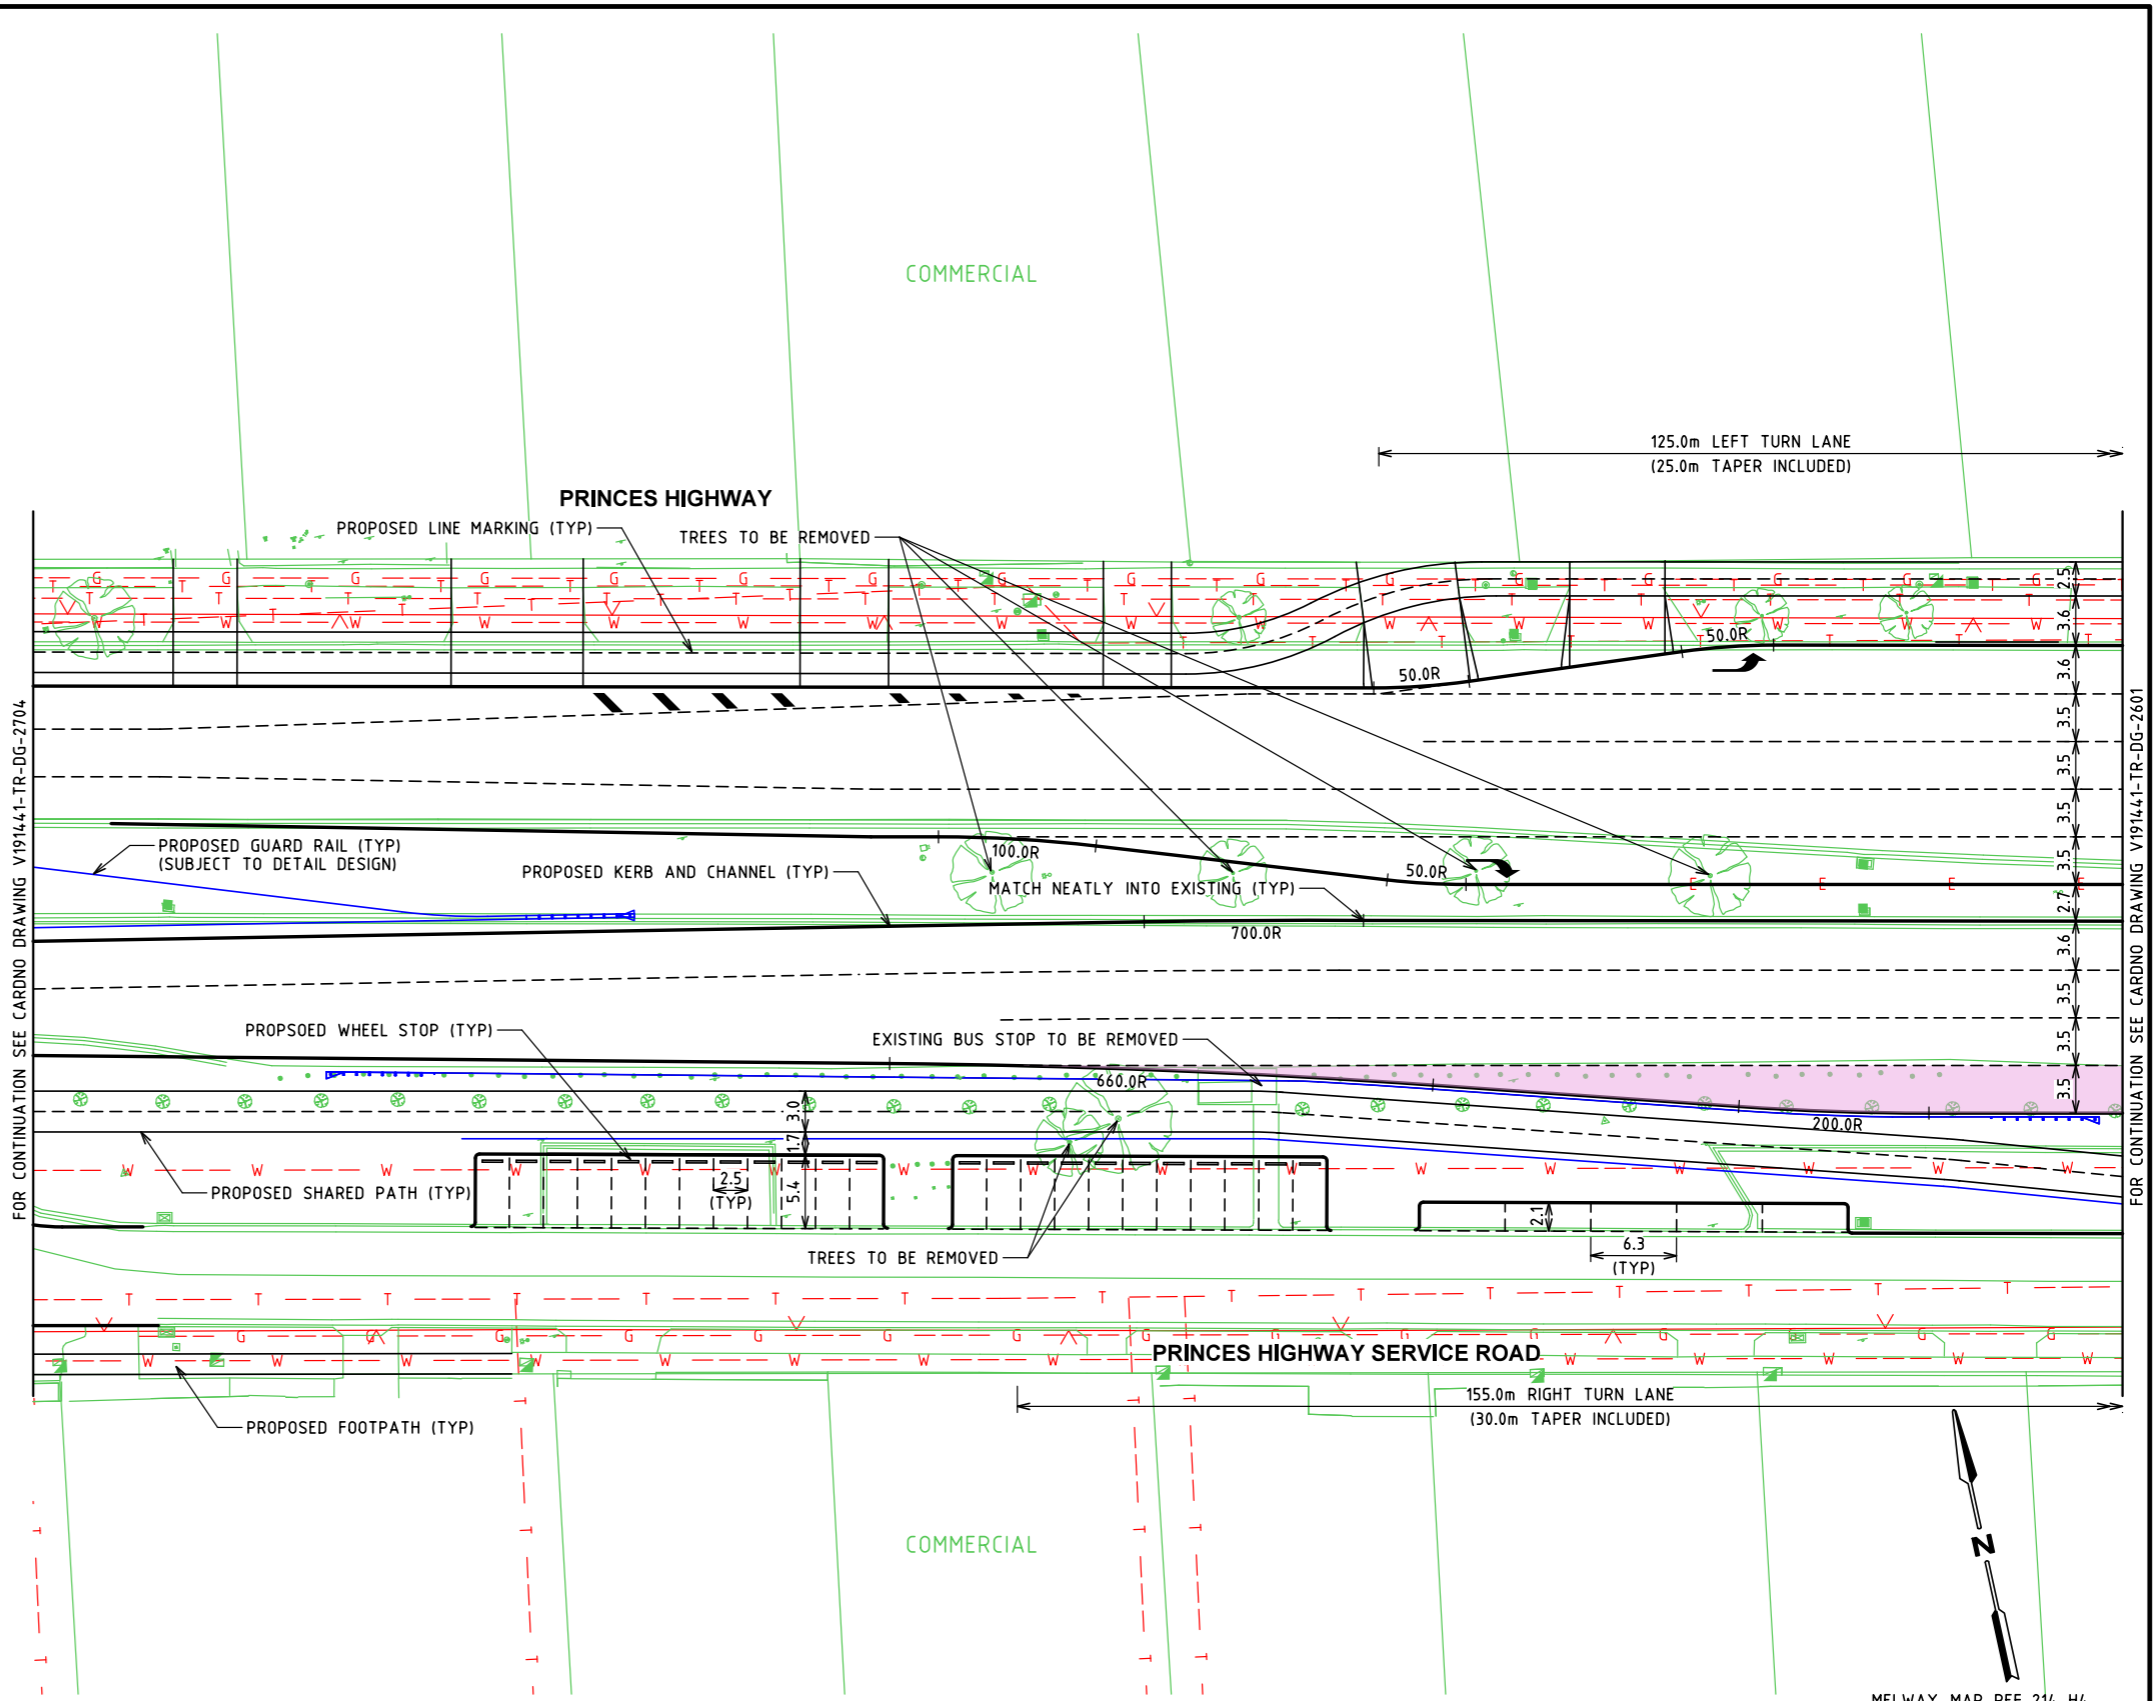 COMMERCIAL
125.0m LEFT TURN LANE
(25.0m TAPER INCLUDED)
PRINCES HIGHWAY
PROPOSED LINE MARKING (TYP)
TREES TO BE REMOVED
G G G G G G G G G G G G G G G G
T T T T T T T T T T T T T T T T
W W W W W W W W W W W W W W W W
50.0R
50.0R
2.5
3.6
3.6
3.5
3.5
3.5
3.5
2.7
3.6
3.5
3.5
3.5
FOR CONTINUATION SEE CARDNO DRAWING V191441-TR-DG-2704
FOR CONTINUATION SEE CARDNO DRAWING V191441-TR-DG-2601
PROPOSED GUARD RAIL (TYP)
(SUBJECT TO DETAIL DESIGN)
PROPOSED KERB AND CHANNEL (TYP)
100.0R
MATCH NEATLY INTO EXISTING (TYP)
50.0R
E E E E
700.0R
PROPSOED WHEEL STOP (TYP)
EXISTING BUS STOP TO BE REMOVED
660.0R
200.0R
3.0
1.7
5.4
W W W W W W W W W W W W W W W W
PROPOSED SHARED PATH (TYP)
2.5
(TYP)
2.1
6.3
(TYP)
TREES TO BE REMOVED
T T T T T T T T T T T T T T T
G G G G G G G G G G G G G G G
W W W W W W W W
PRINCES HIGHWAY SERVICE ROAD
W W W W W
155.0m RIGHT TURN LANE
(30.0m TAPER INCLUDED)
PROPOSED FOOTPATH (TYP)
COMMERCIAL
N
MELWAY MAP REF 214 H4